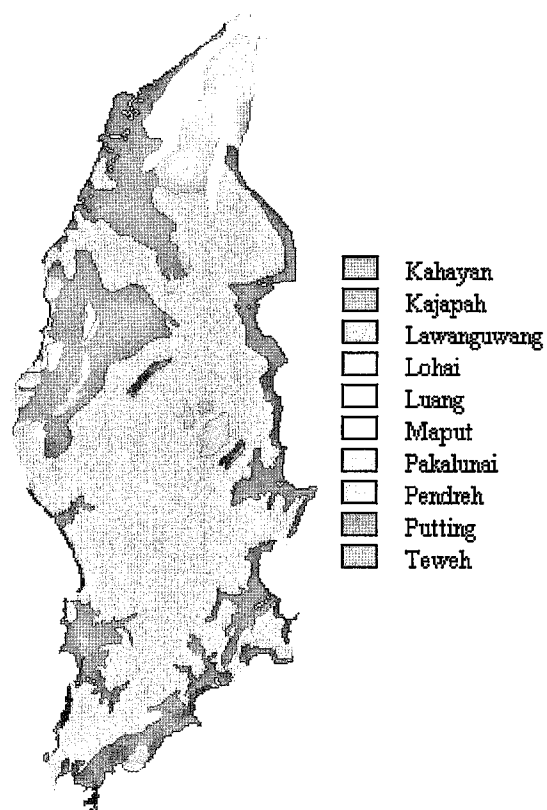 Kahayan
Kajapah
Lawanguwang
Lohai
Luang
Maput
Pakalunai
Pendreh
Putting
Teweh